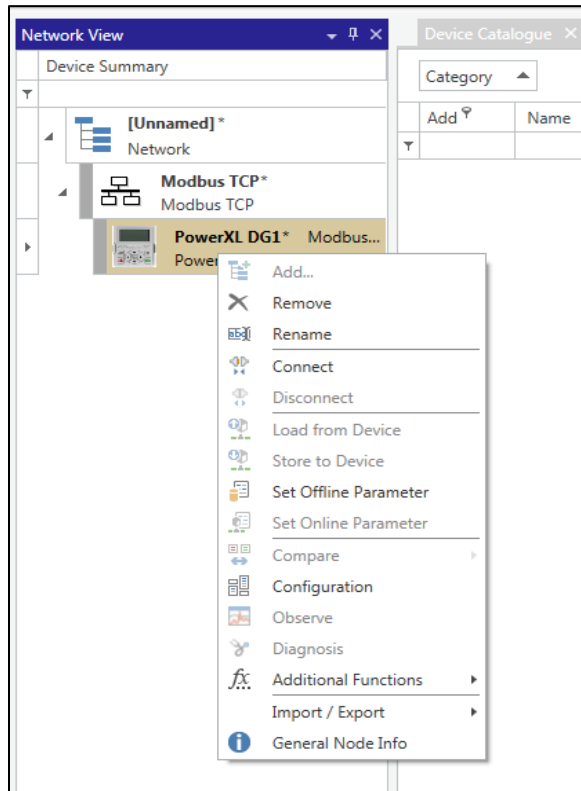 Network View
Device Catalogue
Device Summary
Category
Add
Name
[Unnamed] *
Network
Modbus TCP*
Modbus TCP
PowerXL DG1* Modbus...
Power
Add...
Remove
Rename
Connect
Disconnect
Load from Device
Store to Device
Set Offline Parameter
Set Online Parameter
Compare
Configuration
Observe
Diagnosis
fx Additional Functions
Import / Export
General Node Info